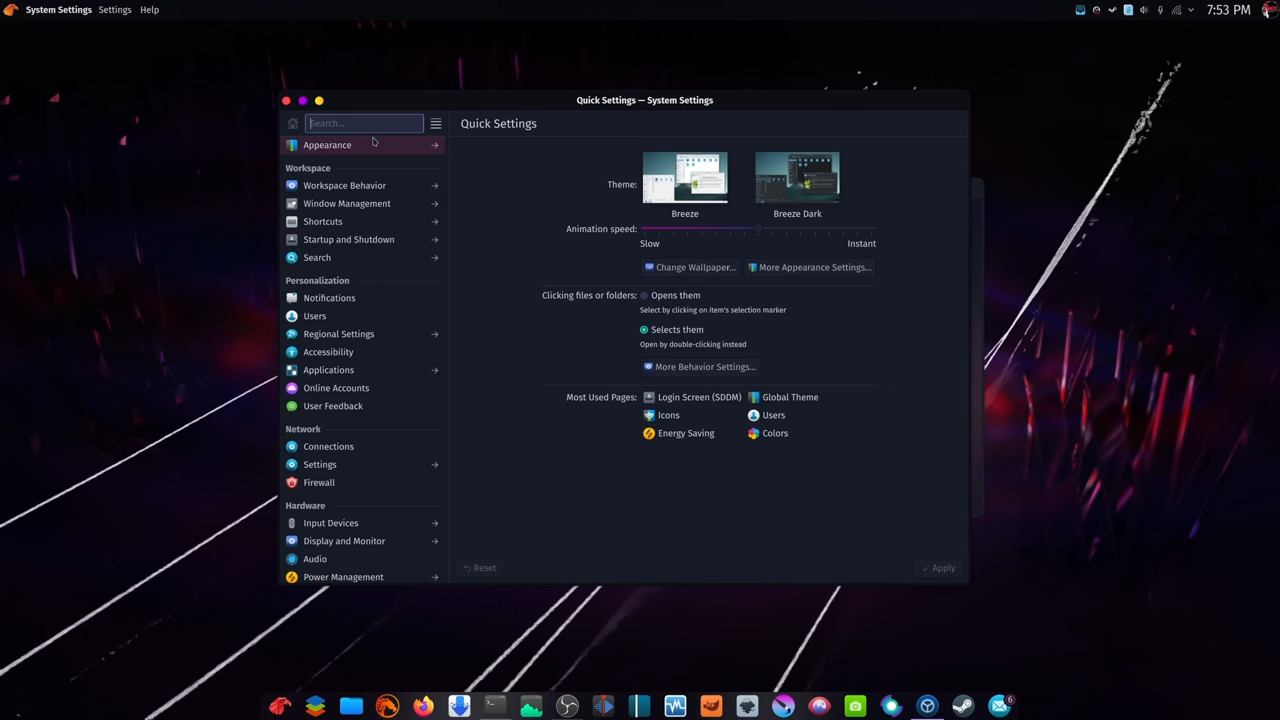 System Settings Settings Help
7:53 PM
Quick Settings — System Settings
Search...
Appearance
Workspace
Workspace Behavior
Window Management
Shortcuts
Startup and Shutdown
Search
Personalization
Notifications
Users
Regional Settings
Accessibility
Applications
Online Accounts
User Feedback
Network
Connections
Settings
Firewall
Hardware
Input Devices
Display and Monitor
Audio
Power Management
Quick Settings
Theme:
Breeze Breeze Dark
Animation speed:
Slow Instant
Change Wallpaper... More Appearance Settings...
Clicking files or folders: Opens them
Select by clicking on item's selection marker
Selects them
Open by double-clicking instead
More Behavior Settings...
Most Used Pages: Login Screen (SDDM) Global Theme
Icons Users
Energy Saving Colors
Reset Apply
6